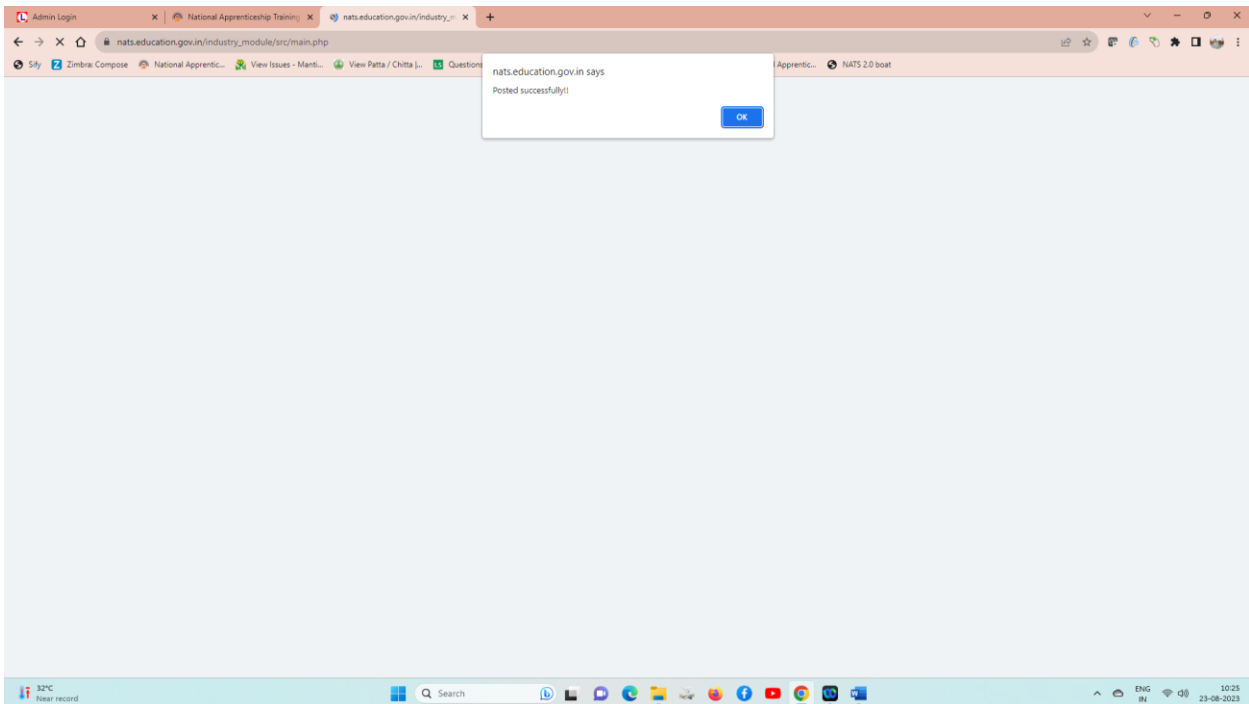 Admin Login
National Apprenticeship Training
nats.education.gov.in/industry_
nats.education.gov.in/industry_module/src/main.php
Sify
Zimbra: Compose
National Apprentic...
View Issues - Manti...
View Patta / Chitta |...
Questions
Apprentic...
NATS 2.0 boat
nats.education.gov.in says
Posted successfully!!
OK
32°C
Near record
Search
ENG
IN
10:25
23-08-2023